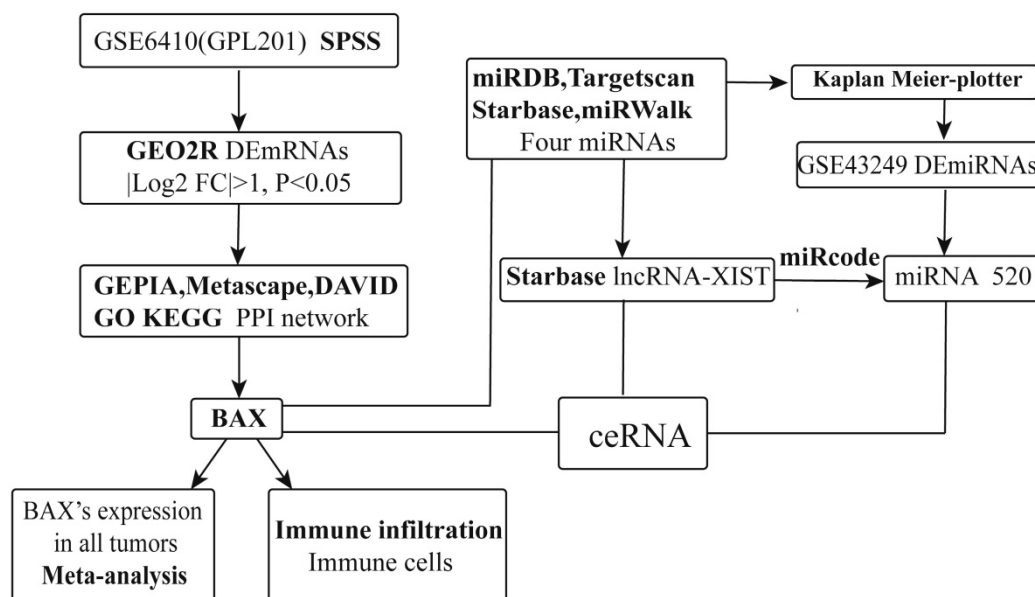 GSE6410(GPL201) SPSS
GEO2R DEmRNAs
|Log2 FC|>1, P<0.05
GEPIA,Metascape,DAVID
GO KEGG PPI network
BAX
BAX's expression
in all tumors
Meta-analysis
Immune infiltration
Immune cells
miRDB,Targetscan
Starbase,miRWalk
Four miRNAs
Kaplan Meier-plotter
GSE43249 DEmiRNAs
Starbase lncRNA-XIST
miRcode
miRNA 520
ceRNA